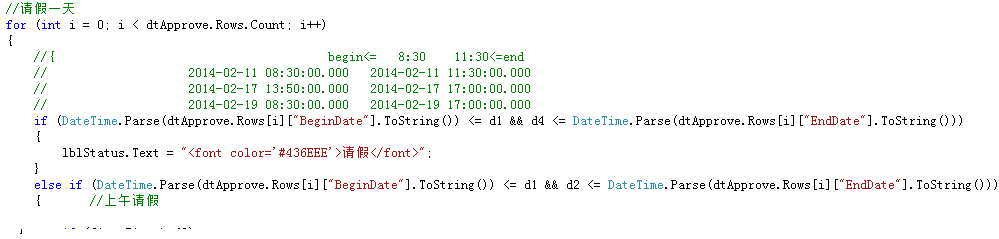 //请假一天
for (int i = 0; i < dtApprove.Rows.Count; i++)
{
//{ begin<= 8:30 11:30<=end
// 2014-02-11 08:30:00.000 2014-02-11 11:30:00.000
// 2014-02-17 13:50:00.000 2014-02-17 17:00:00.000
// 2014-02-19 08:30:00.000 2014-02-19 17:00:00.000
if (DateTime.Parse(dtApprove.Rows[i]["BeginDate"].ToString()) <= d1 && d4 <= DateTime.Parse(dtApprove.Rows[i]["EndDate"].ToString()))
{
lblStatus.Text = "<font color='#436EEE'>请假</font>";
}
else if (DateTime.Parse(dtApprove.Rows[i]["BeginDate"].ToString()) <= d1 && d2 <= DateTime.Parse(dtApprove.Rows[i]["EndDate"].ToString()))
{ //上午请假